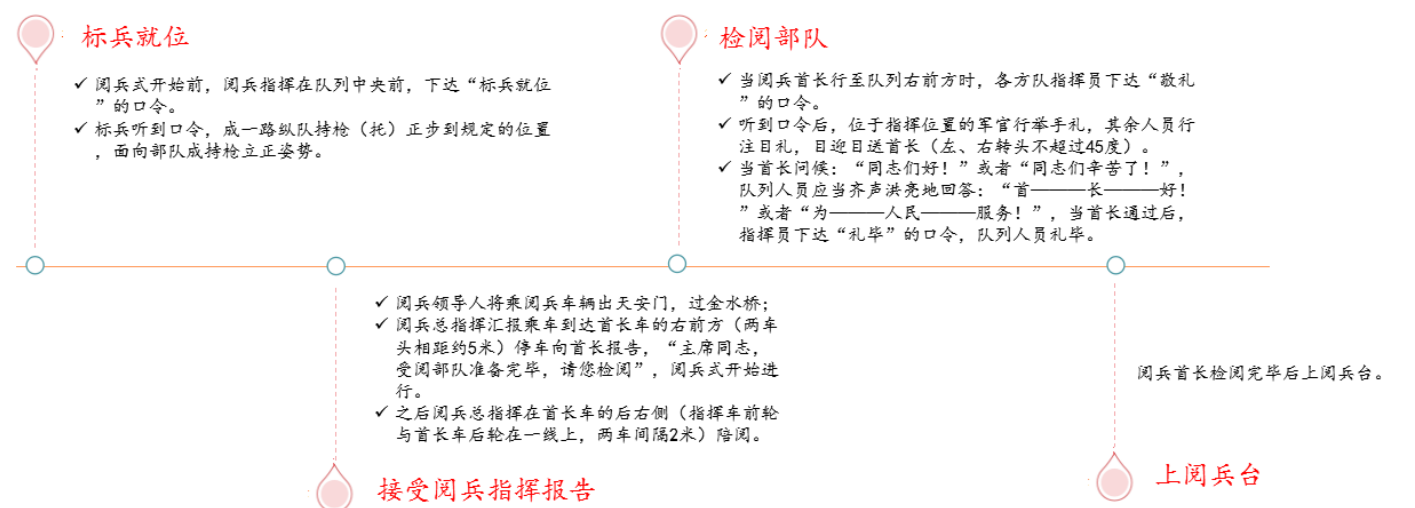 标兵就位
✓ 阅兵式开始前，阅兵指挥在队列中央前，下达“标兵就位
”的口令。
✓ 标兵听到口令，成一路纵队持枪（托）正步到规定的位置
，面向部队成持枪立正姿势。
接受阅兵指挥报告
✓ 阅兵领导人将乘阅兵车辆出天安门，过金水桥；
✓ 阅兵总指挥汇报乘车到达首长车的右前方（两车
头相距约5米）停车向首长报告，“主席同志，
受阅部队准备完毕，请您检阅”，阅兵式开始进
行。
✓ 之后阅兵总指挥在首长车的后右侧（指挥车前轮
与首长车后轮在一线上，两车间隔2米）陪阅。
检阅部队
✓ 当阅兵首长行至队列右前方时，各方队指挥员下达“敬礼
”的口令。
✓ 听到口令后，位于指挥位置的军官行举手礼，其余人员行
注目礼，目迎目送首长（左、右转头不超过45度）。
✓ 当首长问候：“同志们好！”或者“同志们辛苦了！”，
队列人员应当齐声洪亮地回答：“首———长———好！
”或者“为———人民———服务！”，当首长通过后，
指挥员下达“礼毕”的口令，队列人员礼毕。
上阅兵台
阅兵首长检阅完毕后上阅兵台。